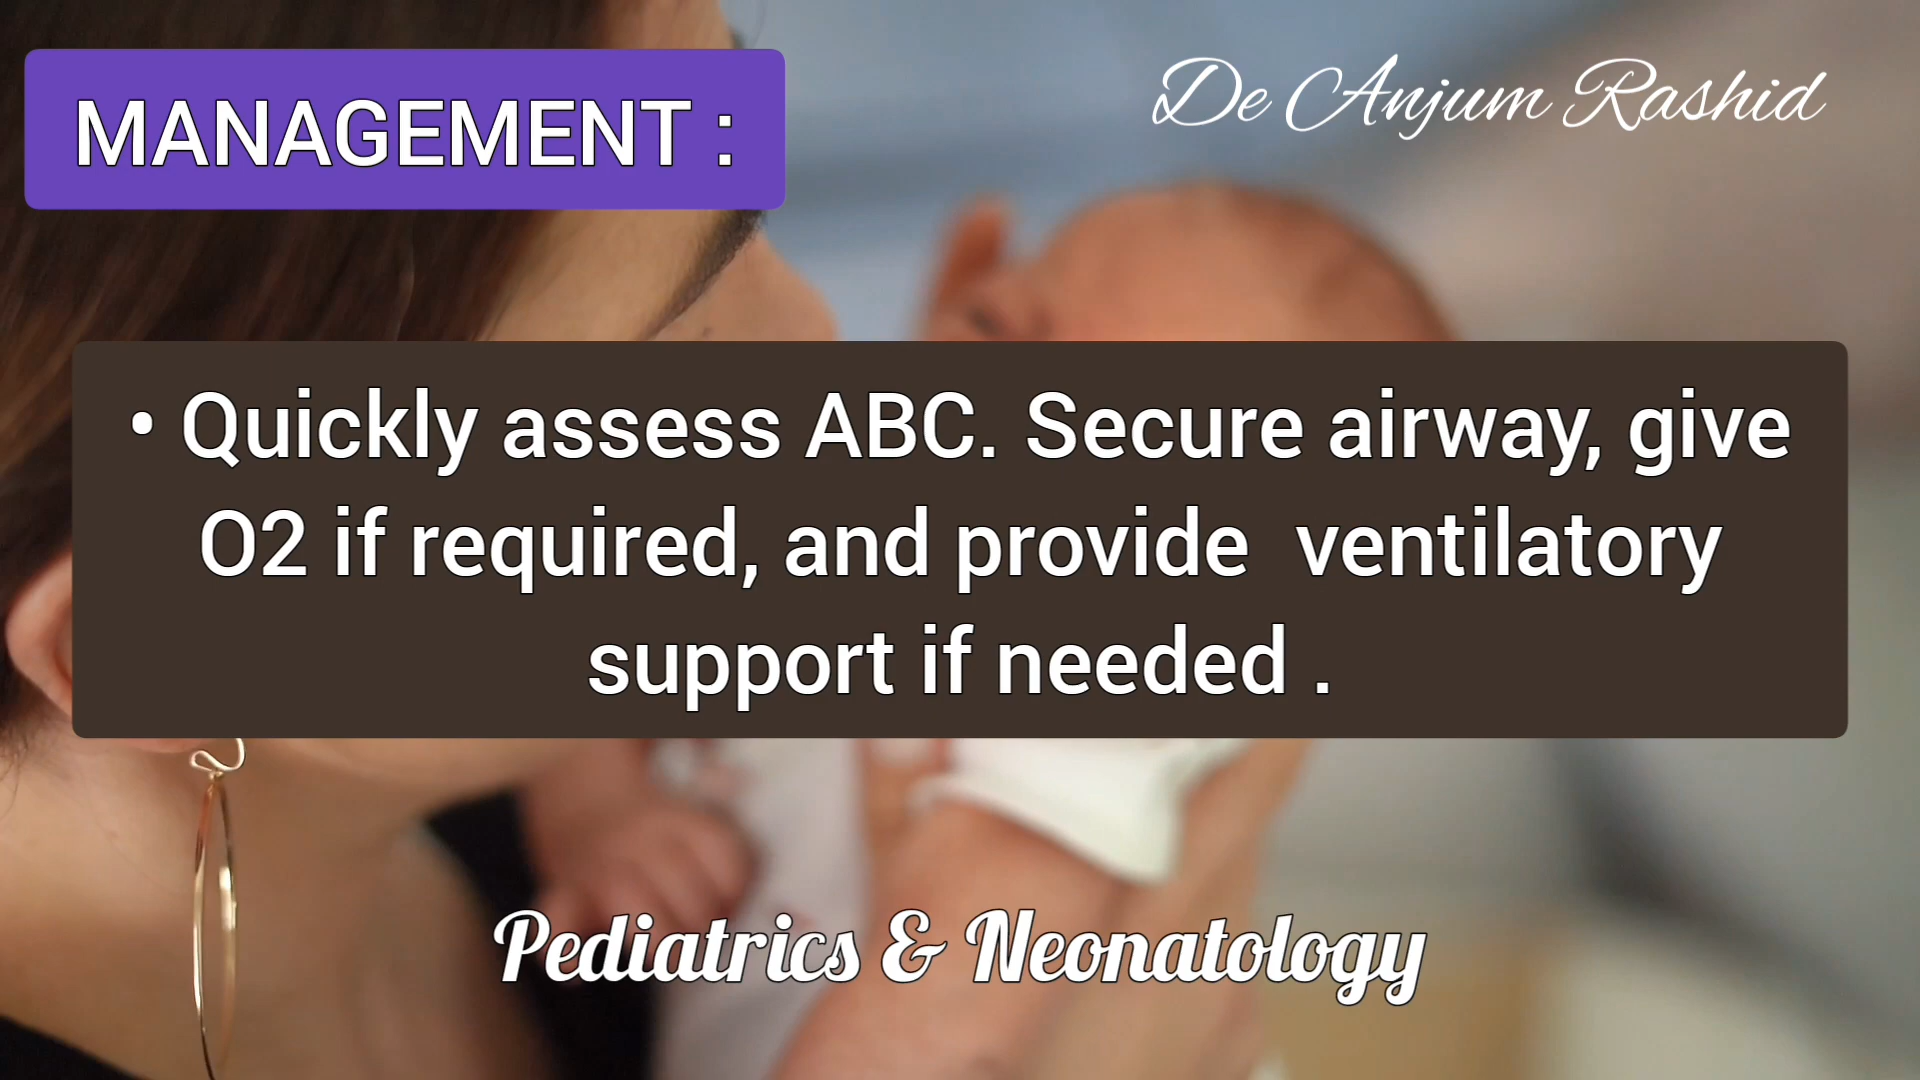 MANAGEMENT :
De Anjum Rashid
• Quickly assess ABC. Secure airway, give
O2 if required, and provide  ventilatory
support if needed .
Pediatrics & Neonatology